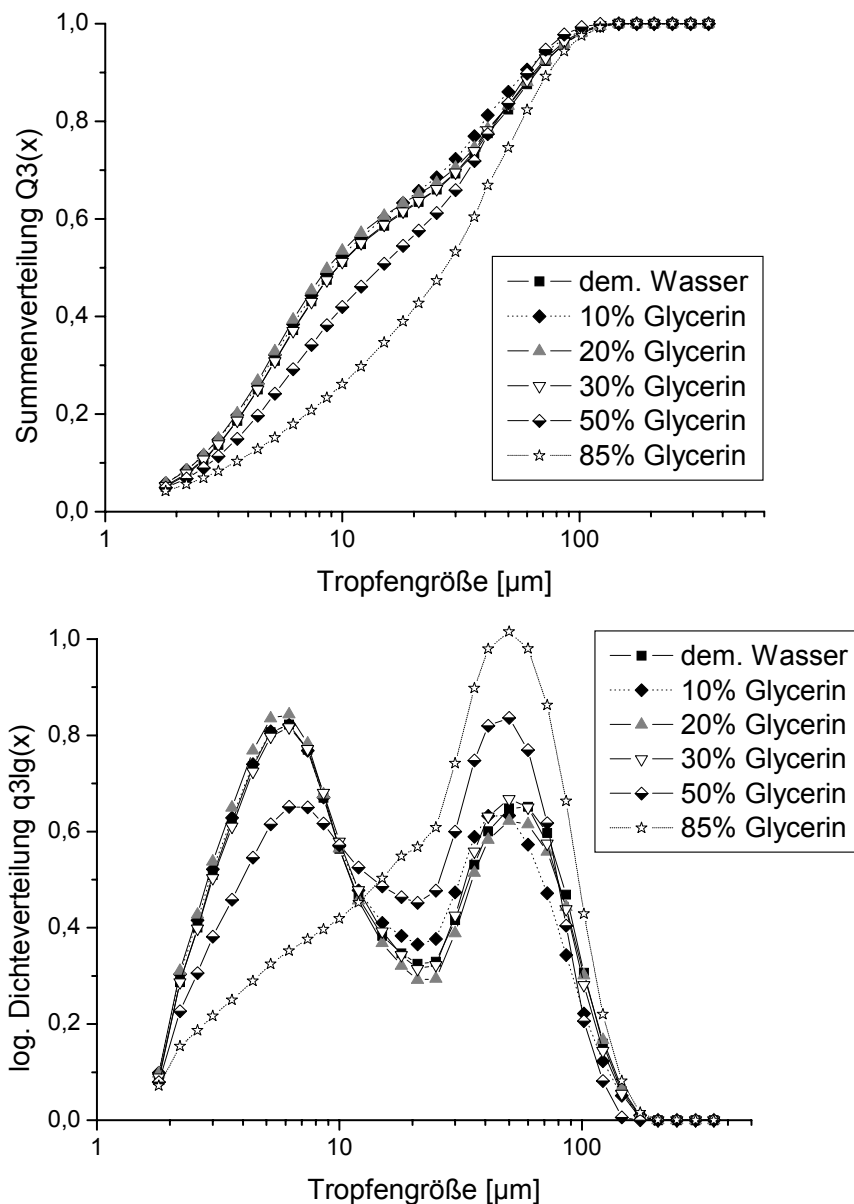 1,0
0,8
0,6
0,4
0,2
0,0
Summenverteilung Q3(x)
1
10
100
Tropfengröße [µm]
dem. Wasser
10% Glycerin
20% Glycerin
30% Glycerin
50% Glycerin
85% Glycerin
1,0
0,8
0,6
0,4
0,2
0,0
log. Dichteverteilung q3lg(x)
1
10
100
Tropfengröße [µm]
dem. Wasser
10% Glycerin
20% Glycerin
30% Glycerin
50% Glycerin
85% Glycerin